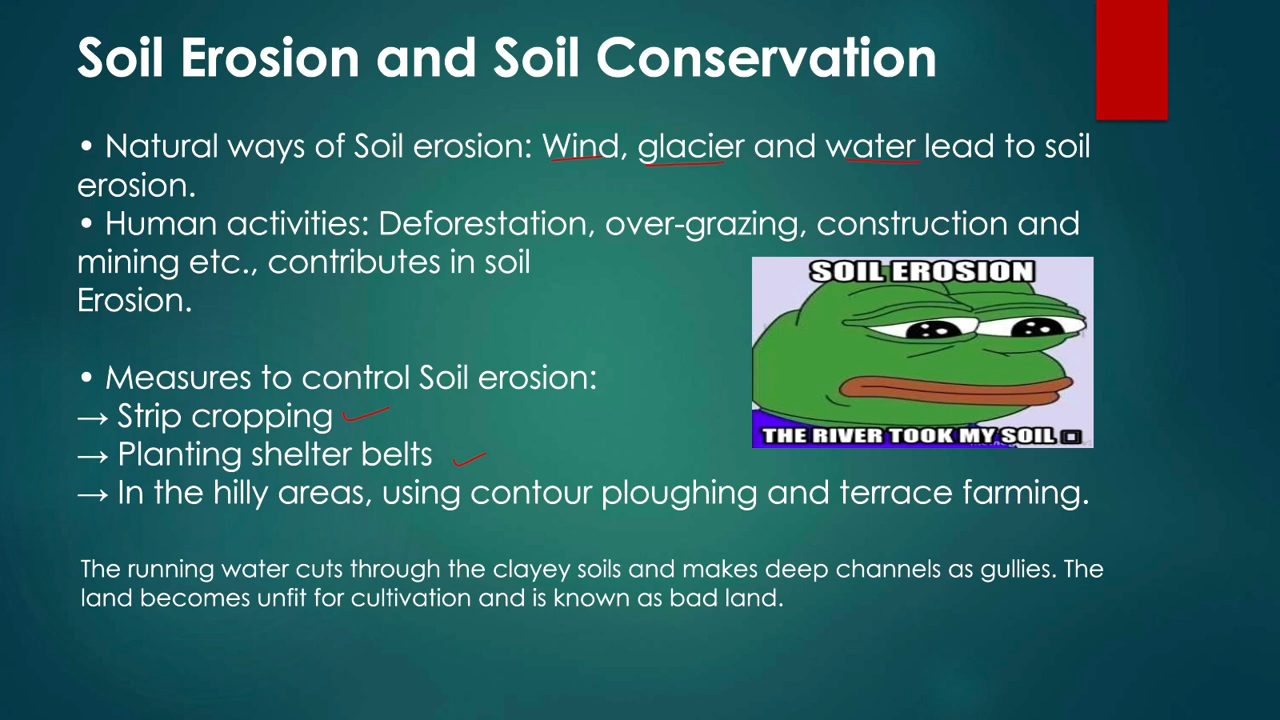 Soil Erosion and Soil Conservation
• Natural ways of Soil erosion: Wind, glacier and water lead to soil
erosion.
• Human activities: Deforestation, over-grazing, construction and
mining etc., contributes in soil
Erosion.
SOIL EROSION
THE RIVER TOOK MY SOIL
• Measures to control Soil erosion:
→ Strip cropping
→ Planting shelter belts
→ In the hilly areas, using contour ploughing and terrace farming.
The running water cuts through the clayey soils and makes deep channels as gullies. The
land becomes unfit for cultivation and is known as bad land.